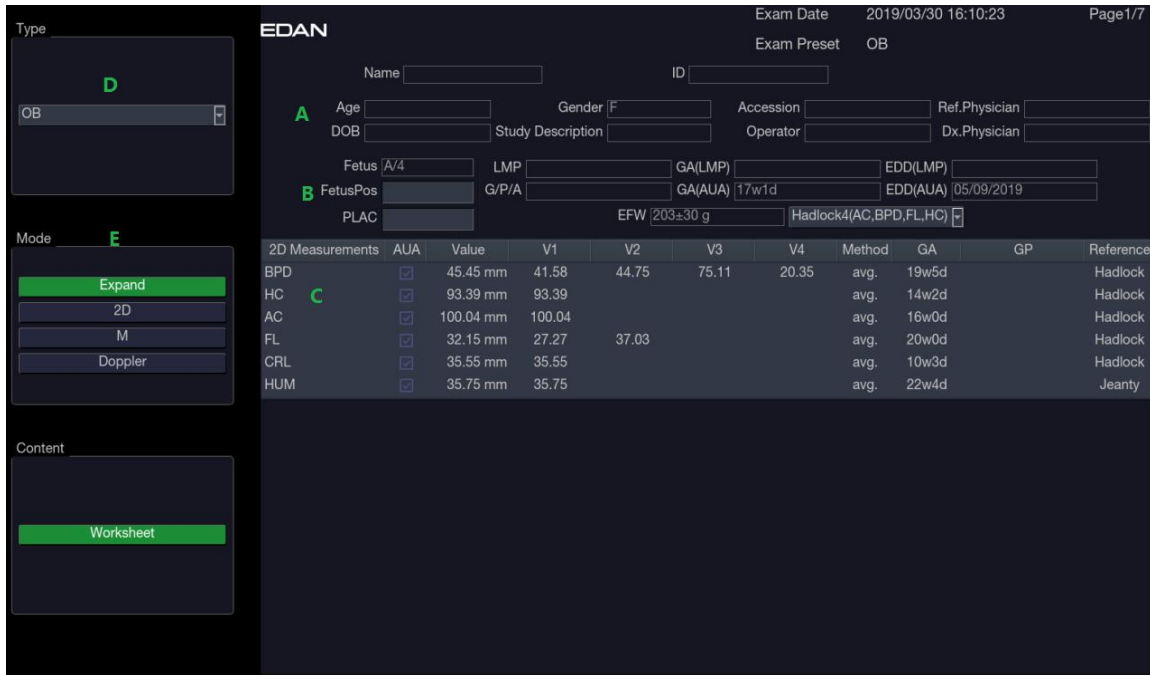 Type
D
OB
Mode
E
Expand
2D
M
Doppler
Content
Worksheet
EDAN
Exam Date 2019/03/30 16:10:23 Page1/7
Exam Preset OB
Name ID
A
Age Gender F Accession Ref.Physician
DOB Study Description Operator Dx.Physician
Fetus A/4 LMP GA(LMP) EDD(LMP)
B FetusPos G/P/A GA(AUA) 17w1d EDD(AUA) 05/09/2019
PLAC EFW 203±30 g Hadlock4(AC,BPD,FL,HC)
2D Measurements AUA Value V1 V2 V3 V4 Method GA GP Reference
BPD 45.45 mm 41.58 44.75 75.11 20.35 avg. 19w5d Hadlock
HC C 93.39 mm 93.39 avg. 14w2d Hadlock
AC 100.04 mm 100.04 avg. 16w0d Hadlock
FL 32.15 mm 27.27 37.03 avg. 20w0d Hadlock
CRL 35.55 mm 35.55 avg. 10w3d Hadlock
HUM 35.75 mm 35.75 avg. 22w4d Jeanty